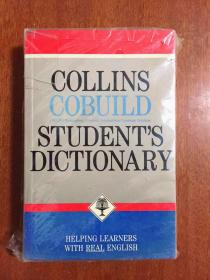 COLLINS
COBUILD
STUDENT'S
DICTIONARY
HELPING LEARNERS
WITH REAL ENGLISH